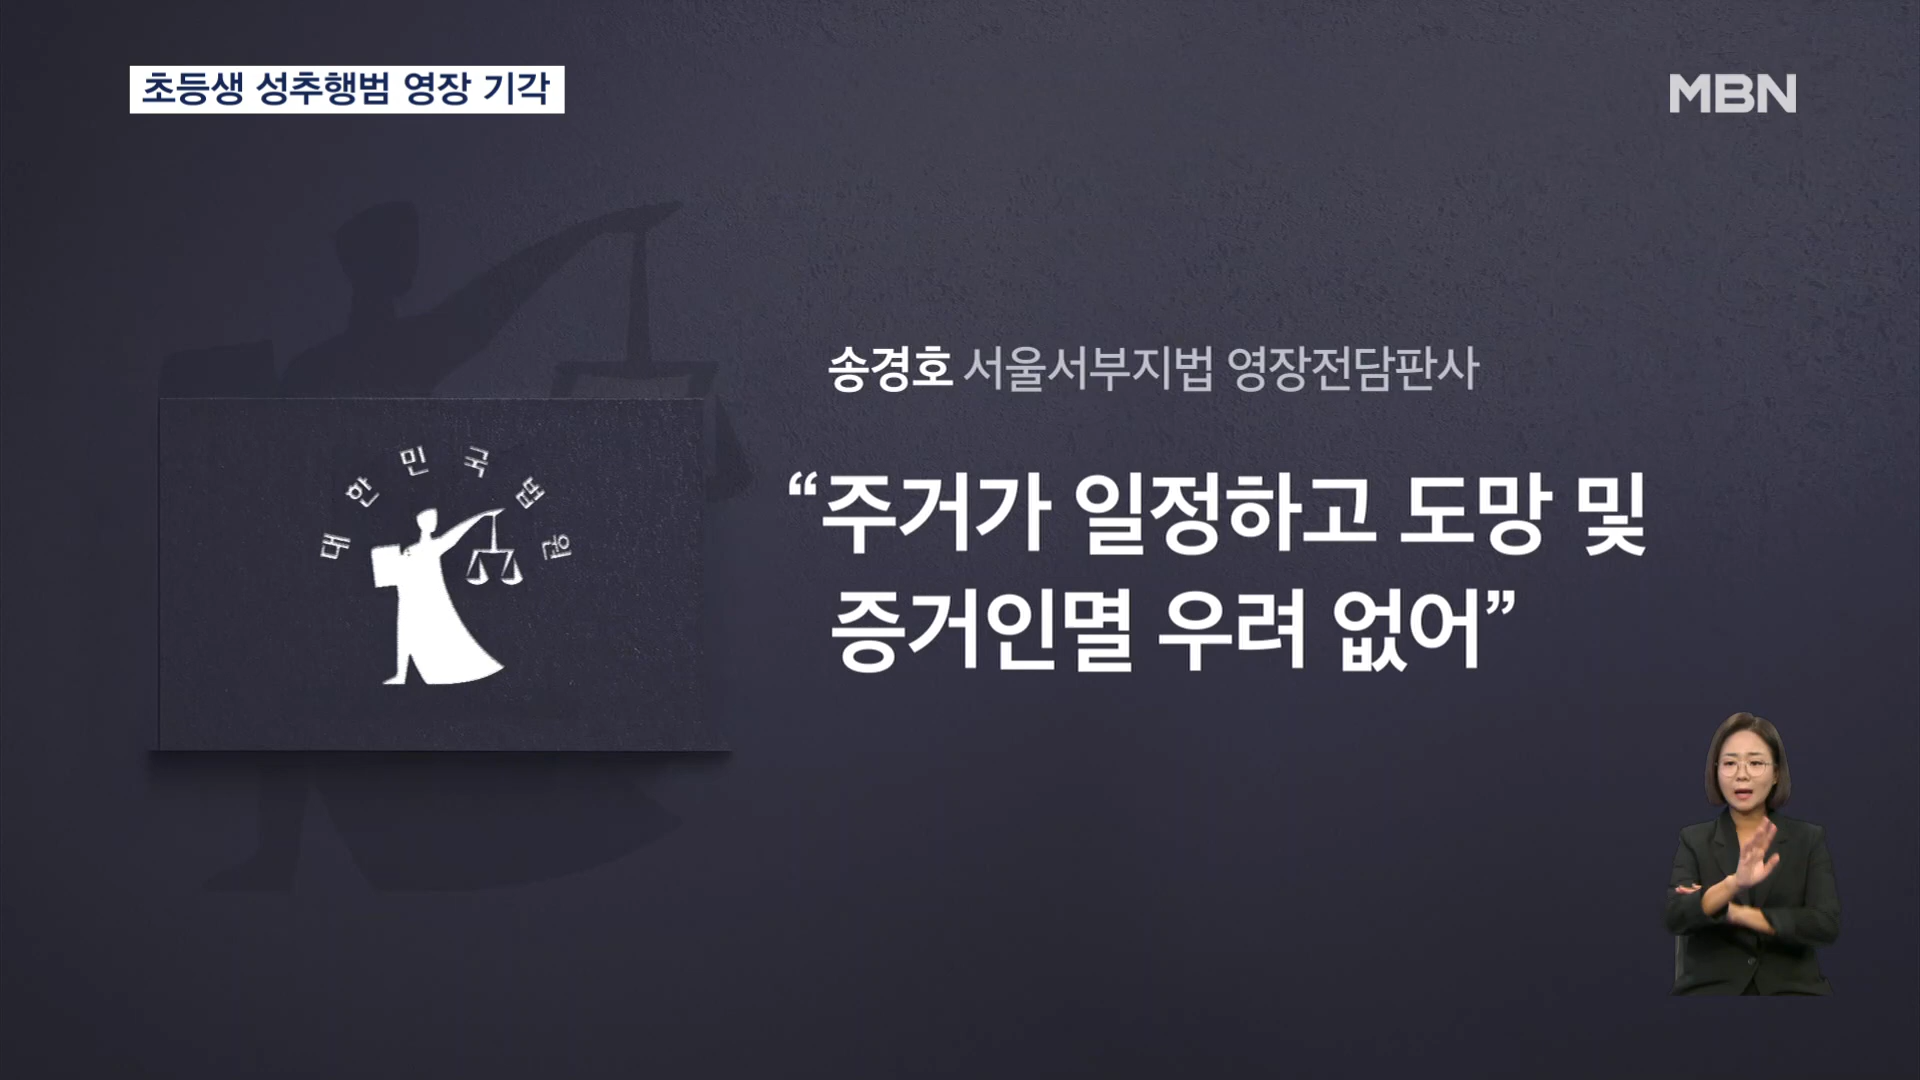 초등생 성추행범 영장 기각
MBN
송경호 서울서부지법 영장전담판사
“주거가 일정하고 도망 및
증거인멸 우려 없어”
대한민국법원